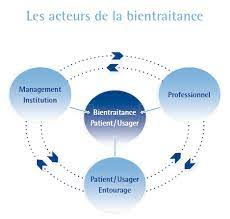 Les acteurs de la bientraitance
Management
Institution
Professionnel
Bientraitance
Patient/Usager
Patient/Usager
Entourage